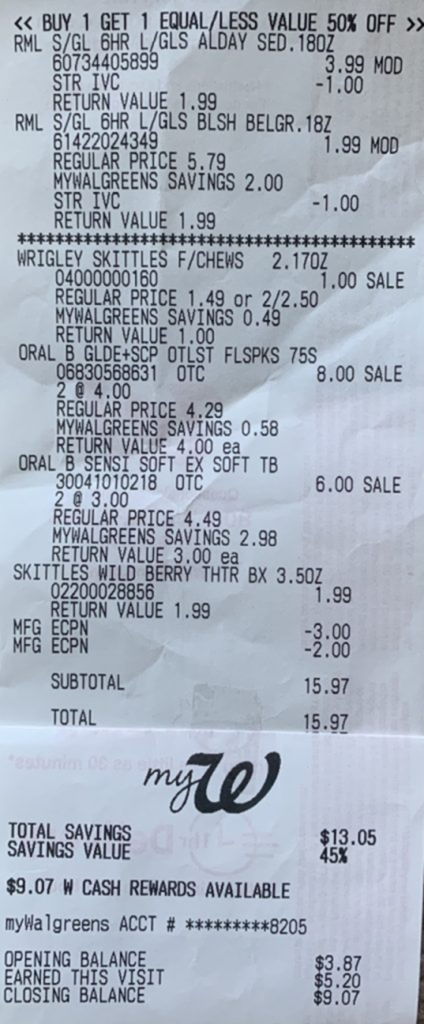 << BUY 1 GET 1 EQUAL/LESS VALUE 50% OFF >>
RML S/GL 6HR L/GLS ALDAY SED.18OZ
60734405899 3.99 MOD
STR IVC -1.00
RETURN VALUE 1.99
RML S/GL 6HR L/GLS BLSH BELGR.18Z
61422024349 1.99 MOD
REGULAR PRICE 5.79
MYWALGREENS SAVINGS 2.00
STR IVC -1.00
RETURN VALUE 1.99
****************************************
WRIGLEY SKITTLES F/CHEWS 2.17OZ
04000000160 1.00 SALE
REGULAR PRICE 1.49 or 2/2.50
MYWALGREENS SAVINGS 0.49
RETURN VALUE 1.00
ORAL B GLDE+SCP OTLST FLSPKS 75S
06830568631 OTC 8.00 SALE
2 @ 4.00
REGULAR PRICE 4.29
MYWALGREENS SAVINGS 0.58
RETURN VALUE 4.00 ea
ORAL B SENSI SOFT EX SOFT TB
30041010218 OTC 6.00 SALE
2 @ 3.00
REGULAR PRICE 4.49
MYWALGREENS SAVINGS 2.98
RETURN VALUE 3.00 ea
SKITTLES WILD BERRY THTR BX 3.5OZ
02200028856 1.99
RETURN VALUE 1.99
MFG ECPN -3.00
MFG ECPN -2.00
SUBTOTAL 15.97
TOTAL 15.97
myW
TOTAL SAVINGS $13.05
SAVINGS VALUE 45%
$9.07 W CASH REWARDS AVAILABLE
myWalgreens ACCT # *********8205
OPENING BALANCE $3.87
EARNED THIS VISIT $5.20
CLOSING BALANCE $9.07